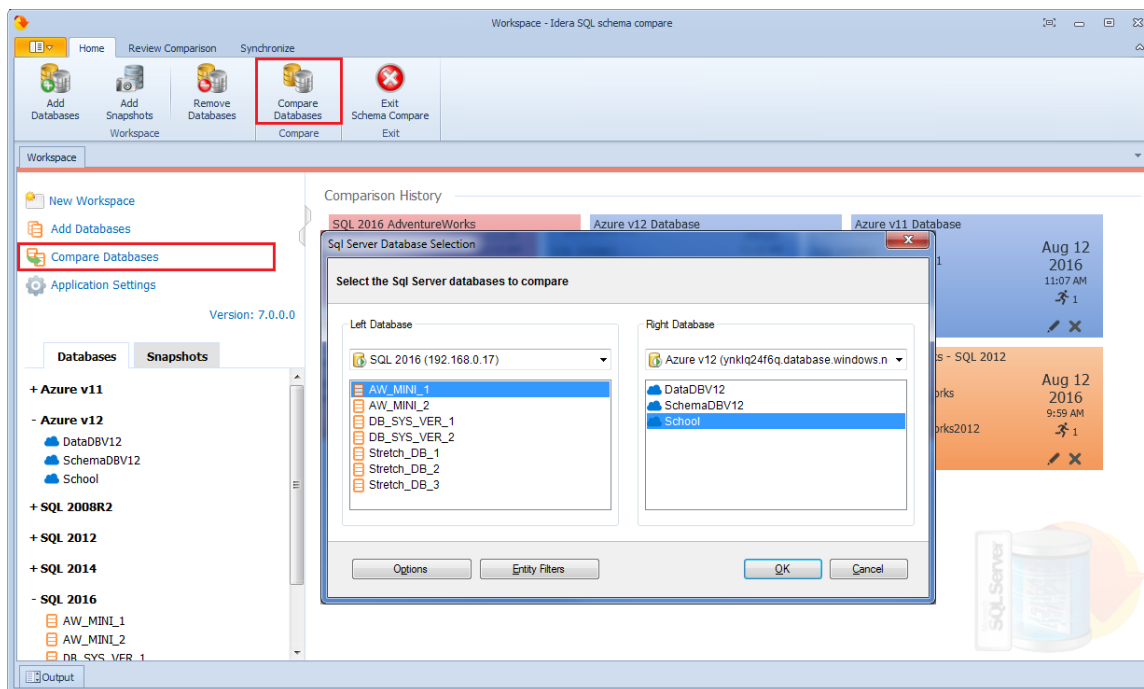 Workspace - Idera SQL schema compare
Home Review Comparison Synchronize
Add Databases
Add Snapshots
Remove Databases
Compare Databases
Exit Schema Compare
Workspace Compare Exit
Workspace
New Workspace
Add Databases
Compare Databases
Application Settings
Version: 7.0.0.0
Databases Snapshots
+ Azure v11
- Azure v12
DataDBV12
SchemaDBV12
School
+ SQL 2008R2
+ SQL 2012
+ SQL 2014
- SQL 2016
AW_MINI_1
AW_MINI_2
DB_SYS_VER_1
Comparison History
SQL 2016 AdventureWorks
Azure v12 Database
Azure v11 Database
1
Aug 12
2016
11:07 AM
1
s - SQL 2012
orks
orks2012
Aug 12
2016
9:59 AM
1
Sql Server Database Selection
Select the Sql Server databases to compare
Left Database
SQL 2016 (192.168.0.17)
AW_MINI_1
AW_MINI_2
DB_SYS_VER_1
DB_SYS_VER_2
Stretch_DB_1
Stretch_DB_2
Stretch_DB_3
Right Database
Azure v12 (ynklq24f6q.database.windows.n
DataDBV12
SchemaDBV12
School
Options Entity Filters OK Cancel
SQL Server
Output